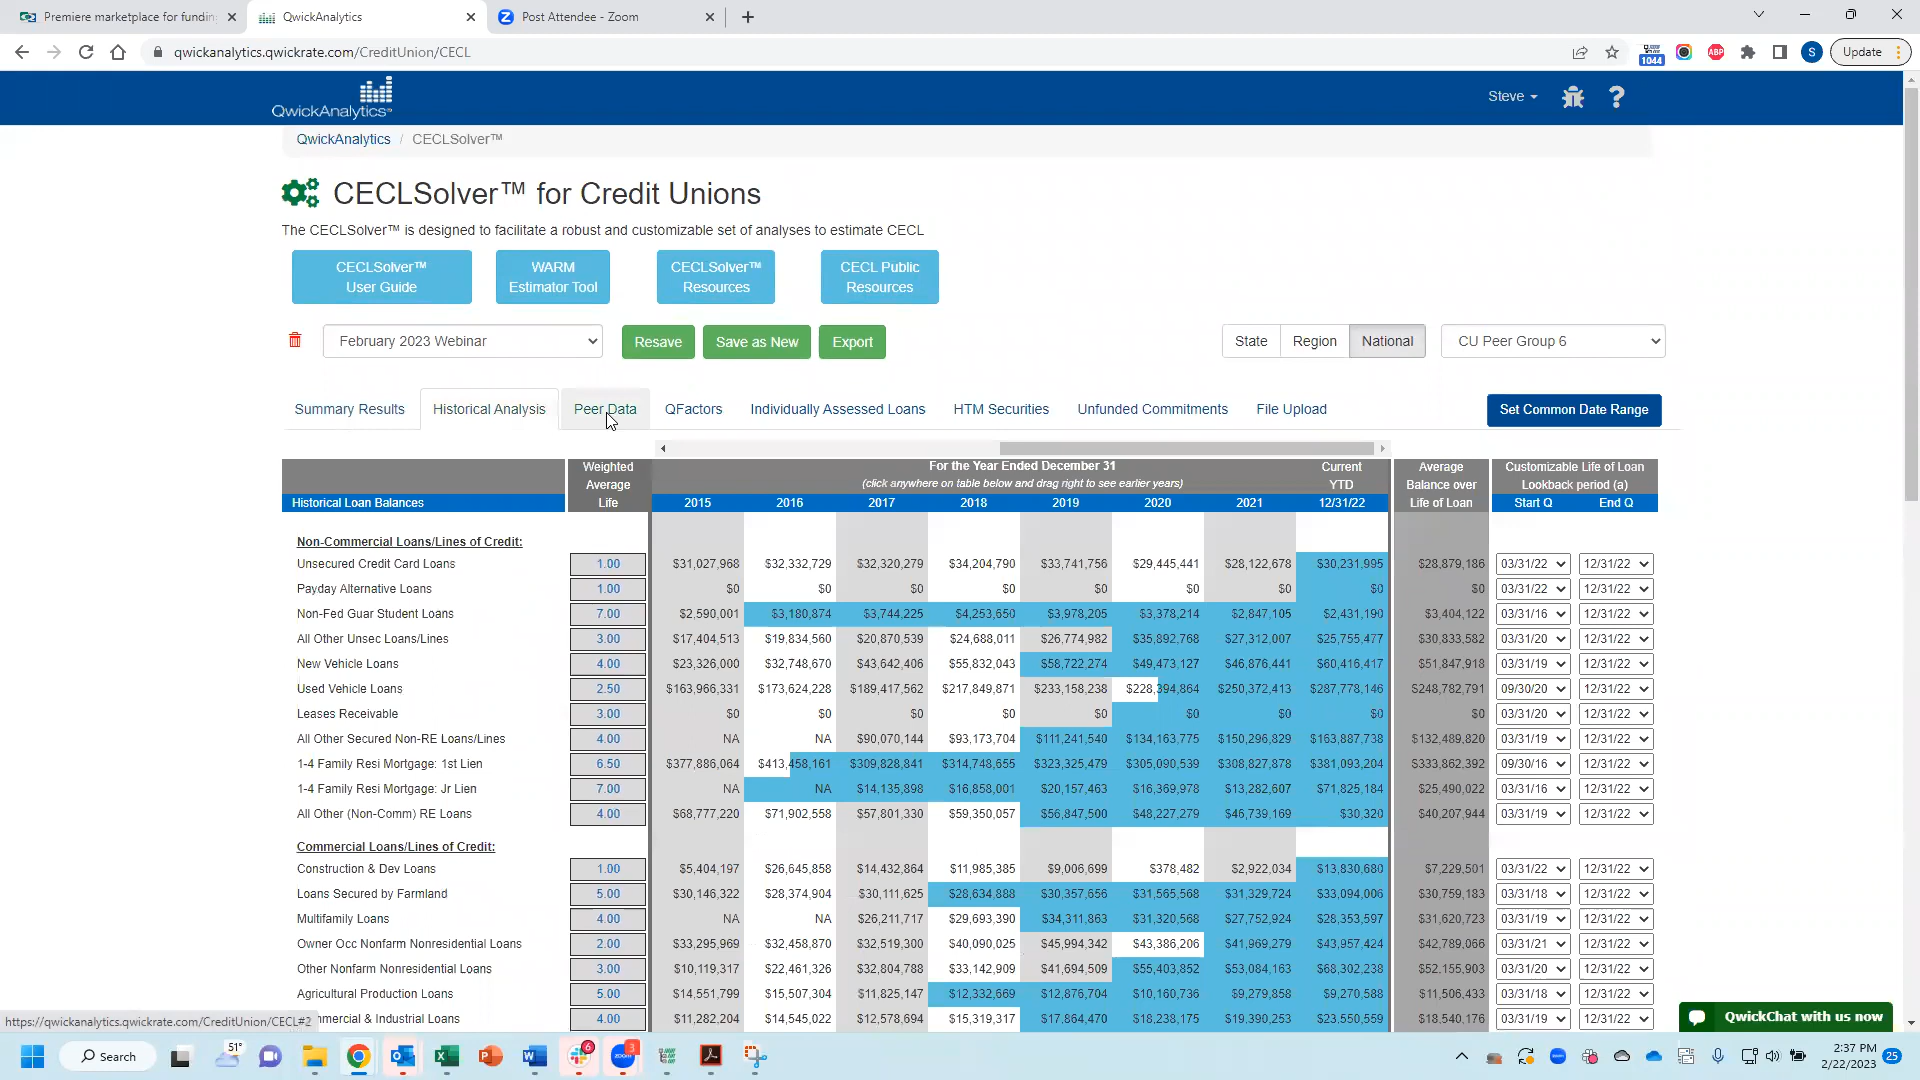 Premiere marketplace for fundin
QwickAnalytics
Post Attendee - Zoom
qwickanalytics.qwickrate.com/CreditUnion/CECL
1044
ABP
S
Update
QwickAnalytics
Steve
?
QwickAnalytics / CECLSolver™
CECLSolver™ for Credit Unions
The CECLSolver™ is designed to facilitate a robust and customizable set of analyses to estimate CECL
CECLSolver™ User Guide
WARM Estimator Tool
CECLSolver™ Resources
CECL Public Resources
February 2023 Webinar Resave Save as New Export State Region National CU Peer Group 6
Summary Results Historical Analysis Peer Data QFactors Individually Assessed Loans HTM Securities Unfunded Commitments File Upload Set Common Date Range
Weighted For the Year Ended December 31 Current Average Customizable Life of Loan
Average (click anywhere on table below and drag right to see earlier years) YTD Balance over Lookback period (a)
Historical Loan Balances Life 2015 2016 2017 2018 2019 2020 2021 12/31/22 Life of Loan Start Q End Q
Non-Commercial Loans/Lines of Credit:
Unsecured Credit Card Loans 1.00 $31,027,968 $32,332,729 $32,320,279 $34,204,790 $33,741,756 $29,445,441 $28,122,678 $30,231,995 $28,879,186 03/31/22 12/31/22
Payday Alternative Loans 1.00 $0 $0 $0 $0 $0 $0 $0 $0 $0 03/31/22 12/31/22
Non-Fed Guar Student Loans 7.00 $2,590,001 $3,180,874 $3,744,225 $4,253,650 $3,978,205 $3,378,214 $2,847,105 $2,431,190 $3,404,122 03/31/16 12/31/22
All Other Unsec Loans/Lines 3.00 $17,404,513 $19,834,560 $20,870,539 $24,688,011 $26,774,982 $35,892,768 $27,312,007 $25,755,477 $30,833,582 03/31/20 12/31/22
New Vehicle Loans 4.00 $23,326,000 $32,748,670 $43,642,406 $55,832,043 $58,722,274 $49,473,127 $46,876,441 $60,416,417 $51,847,918 03/31/19 12/31/22
Used Vehicle Loans 2.50 $163,966,331 $173,624,228 $189,417,562 $217,849,871 $233,158,238 $228,394,864 $250,372,413 $287,778,146 $248,782,791 09/30/20 12/31/22
Leases Receivable 3.00 $0 $0 $0 $0 $0 $0 $0 $0 $0 03/31/20 12/31/22
All Other Secured Non-RE Loans/Lines 4.00 NA NA $90,070,144 $93,173,704 $111,241,540 $134,163,775 $150,296,829 $163,887,738 $132,489,820 03/31/19 12/31/22
1-4 Family Resi Mortgage: 1st Lien 6.50 $377,886,064 $413,458,161 $309,828,841 $314,748,655 $323,325,479 $305,090,539 $308,827,878 $381,093,204 $333,862,392 09/30/16 12/31/22
1-4 Family Resi Mortgage: Jr Lien 7.00 NA NA $14,135,898 $16,858,001 $20,157,463 $16,369,978 $13,282,607 $71,825,184 $25,490,022 03/31/16 12/31/22
All Other (Non-Comm) RE Loans 4.00 $68,777,220 $71,902,558 $57,801,330 $59,350,057 $56,847,500 $48,227,279 $46,739,169 $30,320 $40,207,944 03/31/19 12/31/22
Commercial Loans/Lines of Credit:
Construction & Dev Loans 1.00 $5,404,197 $26,645,858 $14,432,864 $11,985,385 $9,006,699 $378,482 $2,922,034 $13,830,680 $7,229,501 03/31/22 12/31/22
Loans Secured by Farmland 5.00 $30,146,322 $28,374,904 $30,111,625 $28,634,888 $30,357,656 $31,565,568 $31,329,724 $33,094,006 $30,759,183 03/31/18 12/31/22
Multifamily Loans 4.00 NA NA $26,211,717 $29,693,390 $34,311,863 $31,320,568 $27,752,924 $28,353,597 $31,620,723 03/31/19 12/31/22
Owner Occ Nonfarm Nonresidential Loans 2.00 $33,295,969 $32,458,870 $32,519,300 $40,090,025 $45,994,342 $43,386,206 $41,969,279 $43,957,424 $42,789,066 03/31/21 12/31/22
Other Nonfarm Nonresidential Loans 3.00 $10,119,317 $22,461,326 $32,804,788 $33,142,909 $41,694,509 $55,403,852 $53,084,163 $68,302,238 $52,155,903 03/31/20 12/31/22
Agricultural Production Loans 5.00 $14,551,799 $15,507,304 $11,825,147 $12,332,669 $12,876,704 $10,160,736 $9,279,858 $9,270,588 $11,506,433 03/31/18 12/31/22
mmercial & Industrial Loans 4.00 $11,282,204 $14,545,022 $12,578,694 $15,319,317 $17,864,470 $18,238,175 $19,390,253 $23,550,559 $18,540,176 03/31/19 12/31/22
https://qwickanalytics.qwickrate.com/CreditUnion/CECL#2
QwickChat with us now
Search
51°
6
zoom
3
2:37 PM
2/22/2023
25